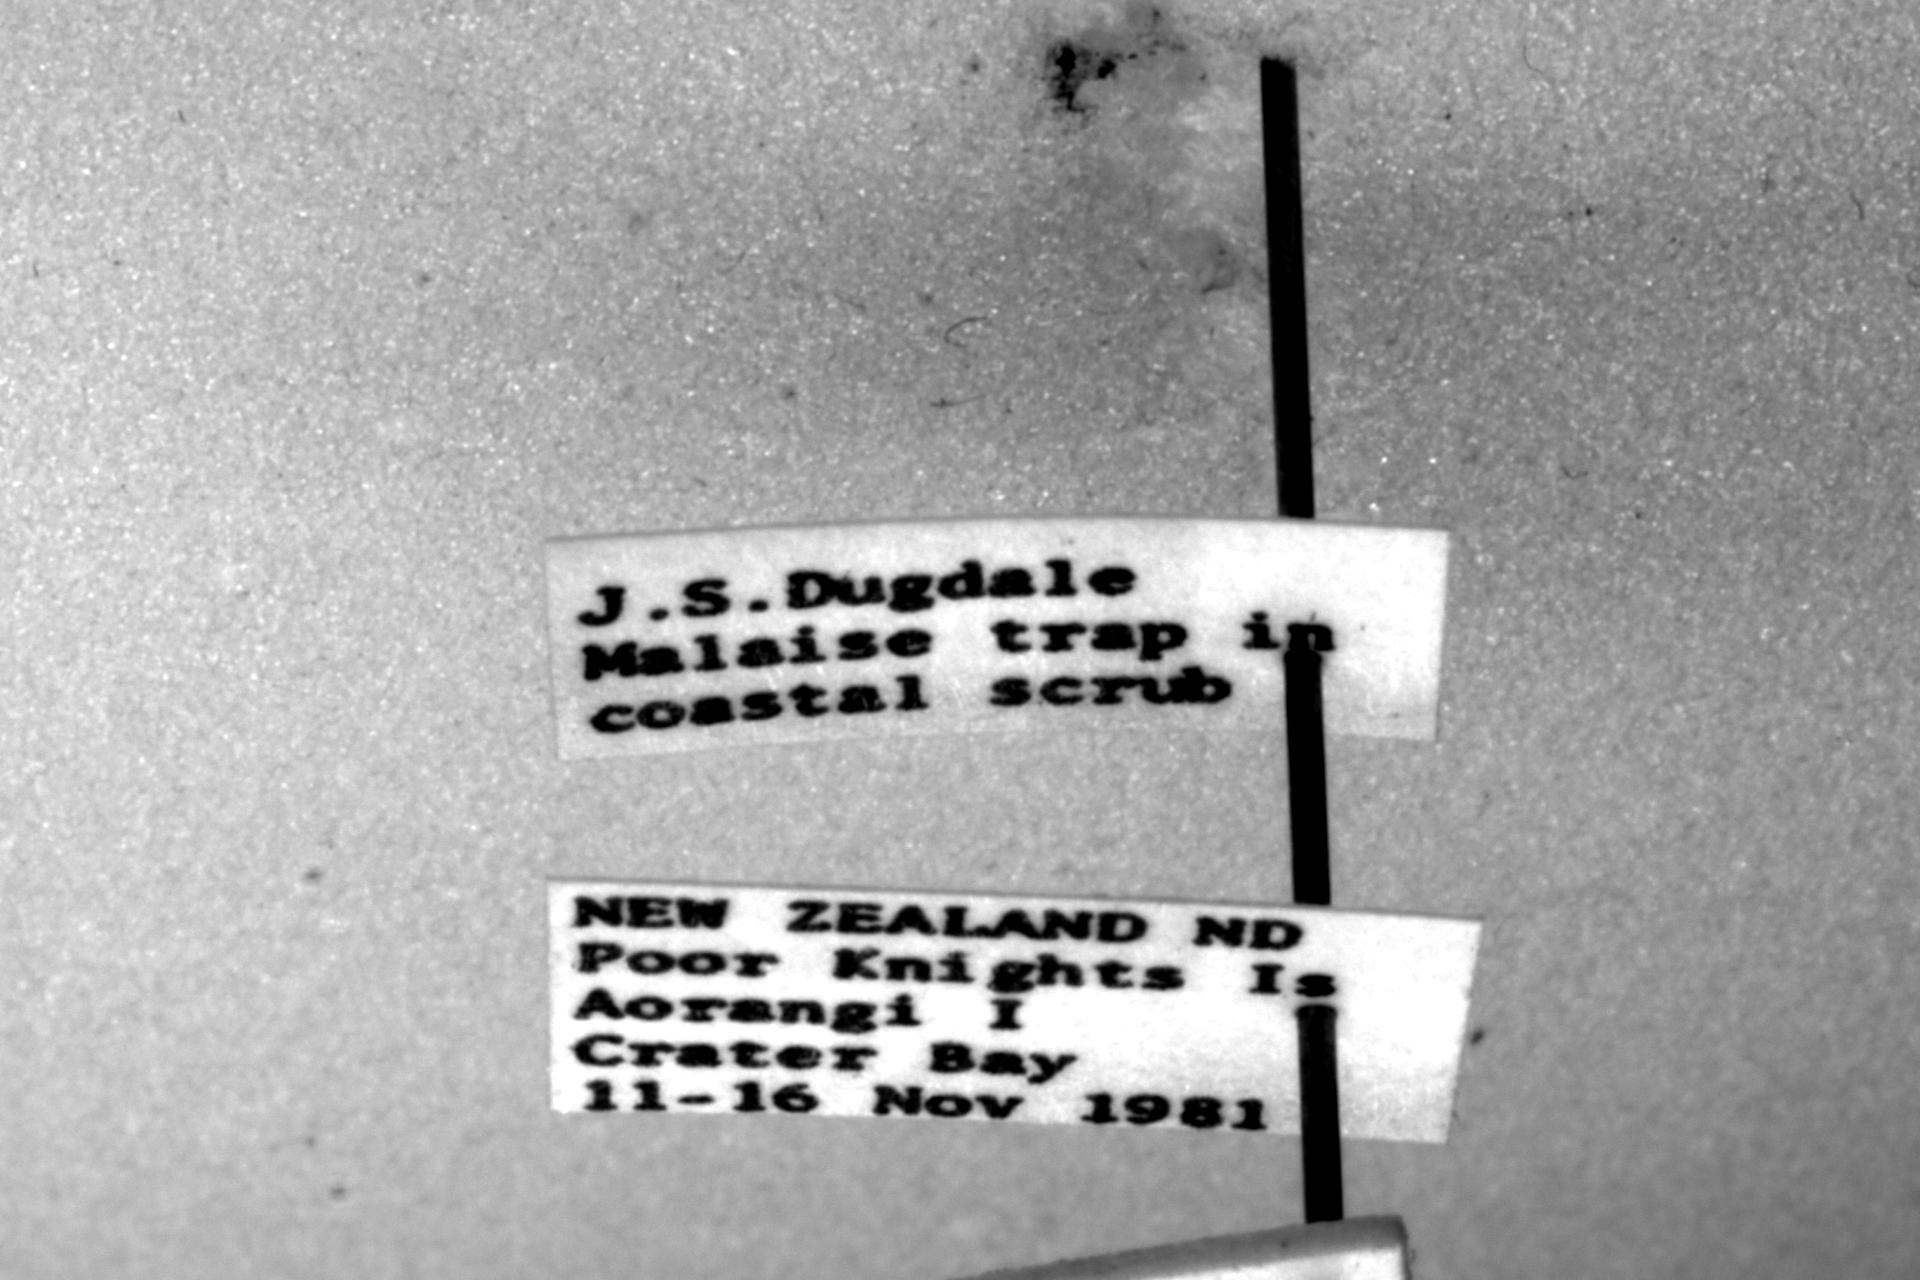 J.S.Dugdale
Malaise trap in
coastal scrub
NEW ZEALAND ND
Poor Knights Is
Aorangi I
Crater Bay
11-16 Nov 1981